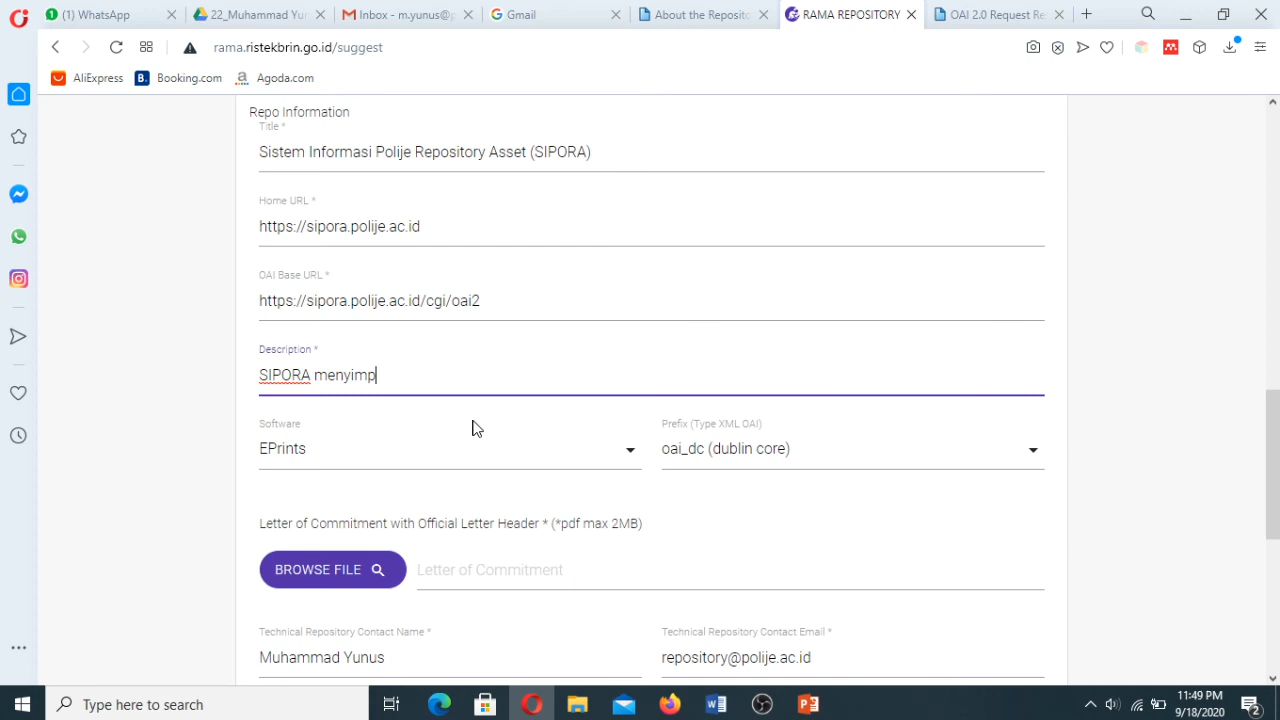 (1) WhatsApp
22_Muhammad Yun
Inbox - m.yunus@p
Gmail
About the Reposito
RAMA REPOSITORY
OAI 2.0 Request Re
rama.ristekbrin.go.id/suggest
AliExpress
Booking.com
Agoda.com
Repo Information
Title *
Sistem Informasi Polije Repository Asset (SIPORA)
Home URL *
https://sipora.polije.ac.id
OAI Base URL *
https://sipora.polije.ac.id/cgi/oai2
Description *
SIPORA menyimp
Software
Prefix (Type XML OAI)
EPrints
oai_dc (dublin core)
Letter of Commitment with Official Letter Header * (*pdf max 2MB)
BROWSE FILE
Letter of Commitment
Technical Repository Contact Name *
Technical Repository Contact Email *
Muhammad Yunus
repository@polije.ac.id
Type here to search
11:49 PM
9/18/2020
2